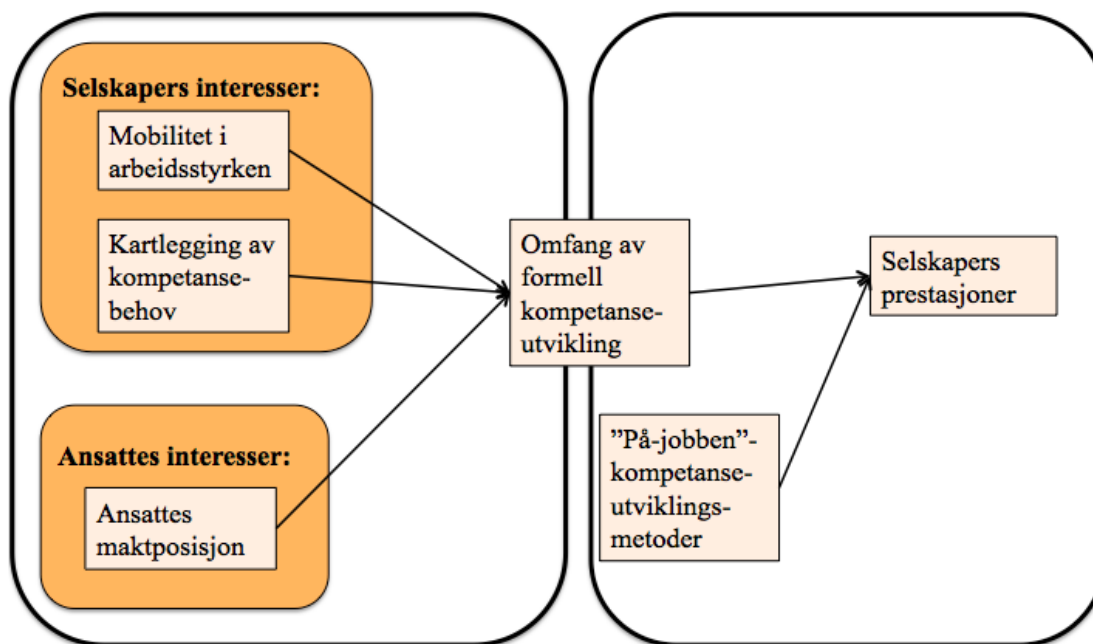 Selskapers interesser:
Mobilitet i
arbeidsstyrken
Kartlegging av
kompetanse-
behov
Ansattes interesser:
Ansattes
maktposisjon
Omfang av
formell
kompetanse-
utvikling
”På-jobben”-
kompetanse-
utviklings-
metoder
Selskapers
prestasjoner